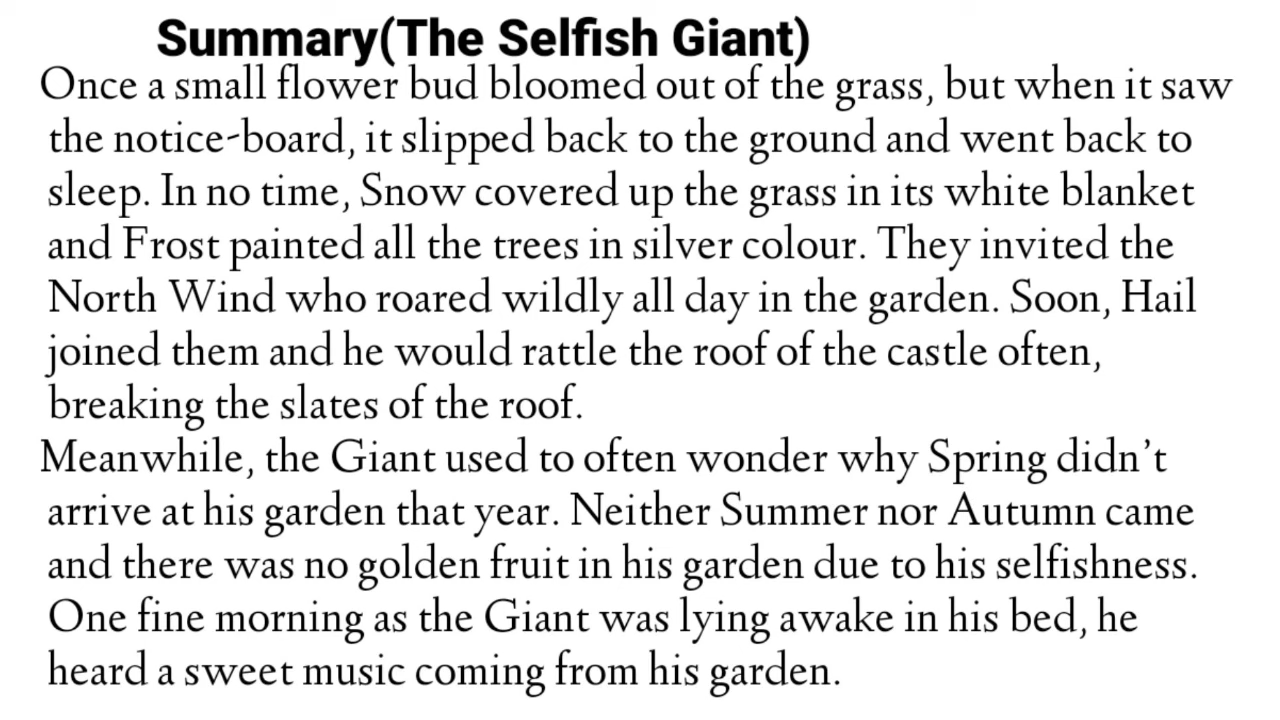 Summary(The Selfish Giant)
Once a small flower bud bloomed out of the grass, but when it saw
the notice-board, it slipped back to the ground and went back to
sleep. In no time, Snow covered up the grass in its white blanket
and Frost painted all the trees in silver colour. They invited the
North Wind who roared wildly all day in the garden. Soon, Hail
joined them and he would rattle the roof of the castle often,
breaking the slates of the roof.
Meanwhile, the Giant used to often wonder why Spring didn't
arrive at his garden that year. Neither Summer nor Autumn came
and there was no golden fruit in his garden due to his selfishness.
One fine morning as the Giant was lying awake in his bed, he
heard a sweet music coming from his garden.